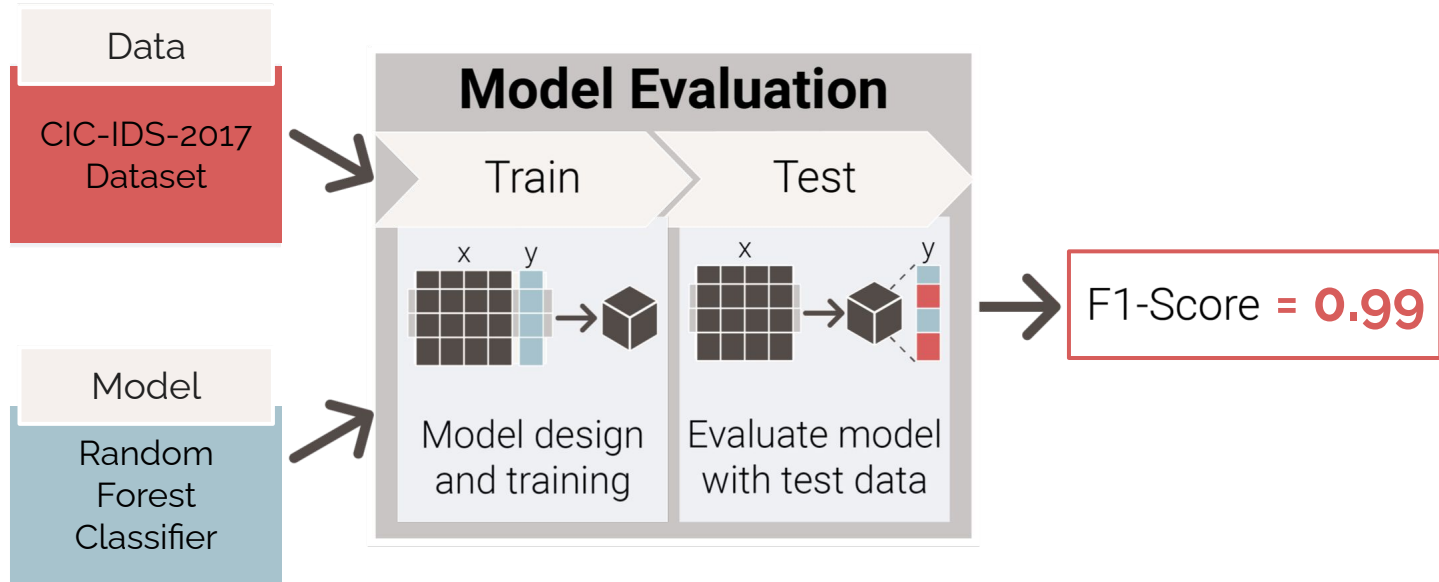 Data
CIC-IDS-2017
Dataset
Model
Random
Forest
Classifier
Model Evaluation
Train
Test
x
y
x
y
Model design
and training
Evaluate model
with test data
F1-Score = 0.99